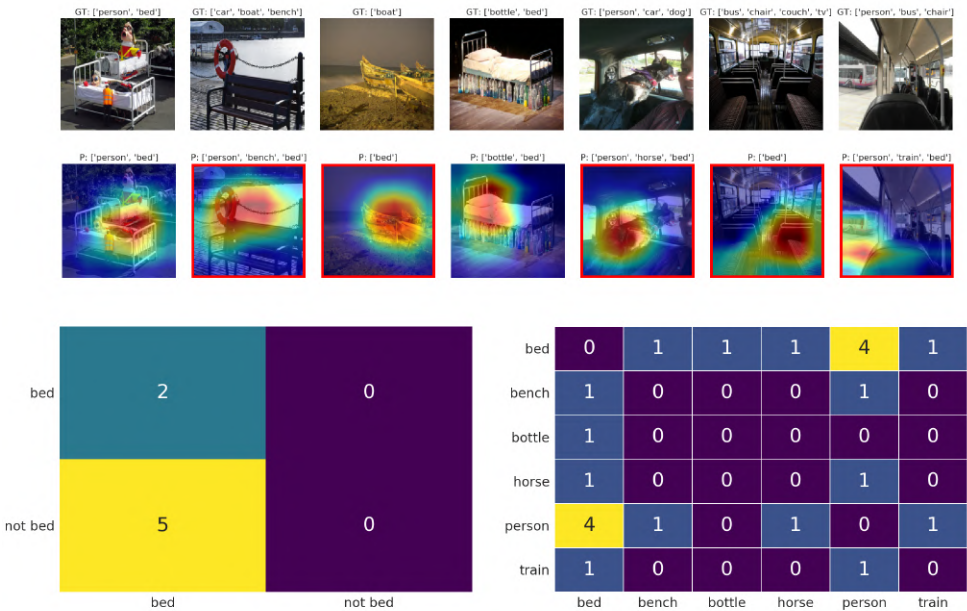 GT: ['person', 'bed'] GT: ['car', 'boat', 'bench'] GT: ['boat'] GT: ['bottle', 'bed'] GT: ['person', 'car', 'dog'] GT: ['bus', 'chair', 'couch', 'tv'] GT: ['person', 'bus', 'chair']
P: ['person', 'bed'] P: ['person', 'bench', 'bed'] P: ['bed'] P: ['bottle', 'bed'] P: ['person', 'horse', 'bed'] P: ['bed'] P: ['person', 'train', 'bed']
bed 2 0
not bed 5 0
bed not bed
bed 0 1 1 1 4 1
bench 1 0 0 0 1 0
bottle 1 0 0 0 0 0
horse 1 0 0 0 1 0
person 4 1 0 1 0 1
train 1 0 0 0 1 0
bed bench bottle horse person train